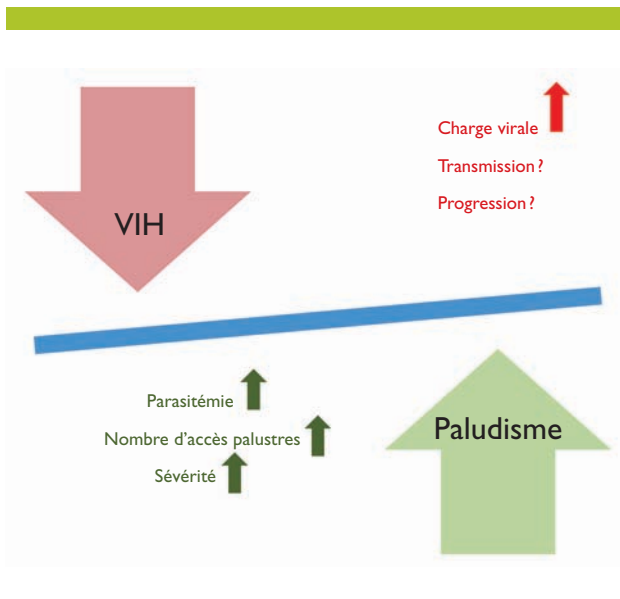 Charge virale
Transmission ?
Progression ?
VIH
Parasitémie
Nombre d'accès palustres
Sévérité
Paludisme